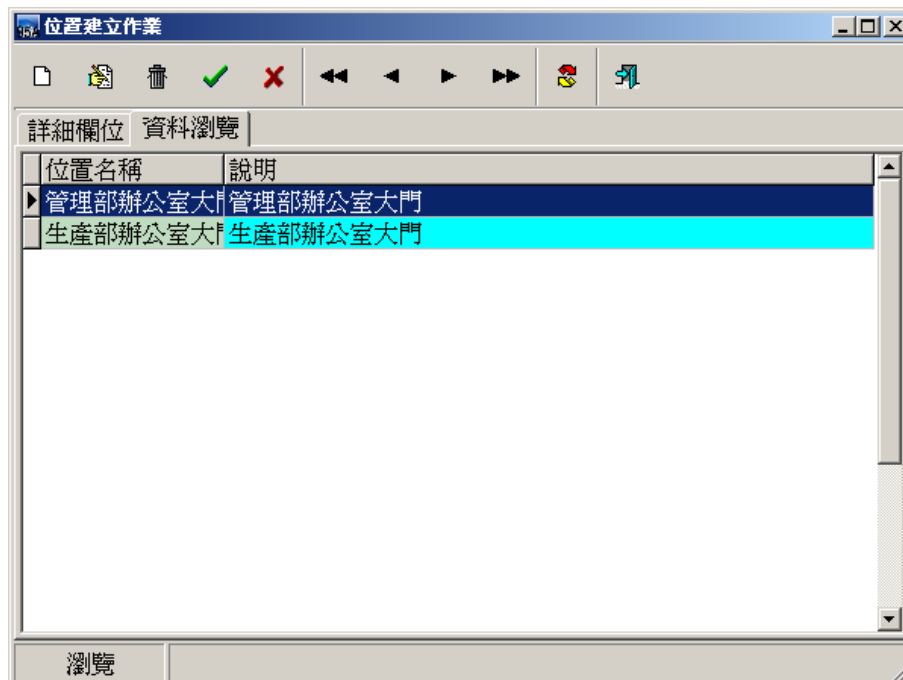 位置建立作業
詳細欄位 資料瀏覽
位置名稱 說明
管理部辦公室大門 管理部辦公室大門
生產部辦公室大門 生產部辦公室大門
瀏覽